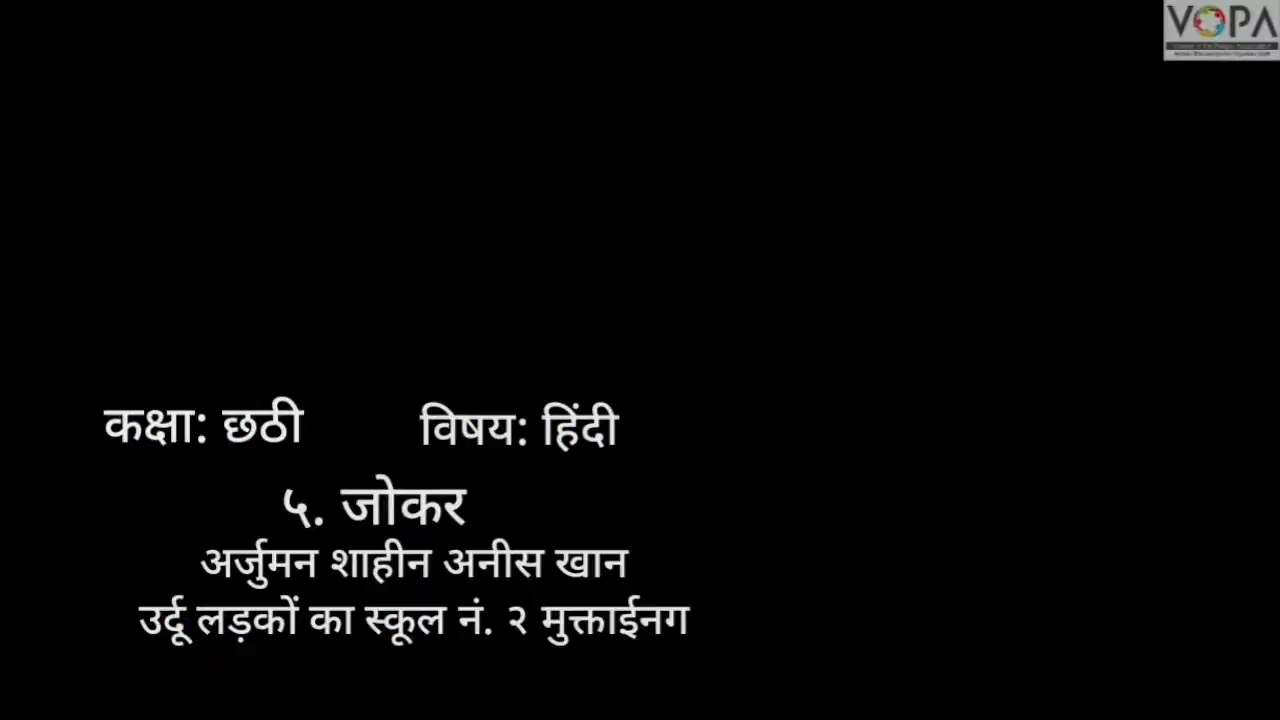 VOPA
कक्षा: छठी विषय: हिंदी
५. जोकर
अर्जुमन शाहीन अनीस खान
उर्दू लड़कों का स्कूल नं. २ मुक्ताईनग